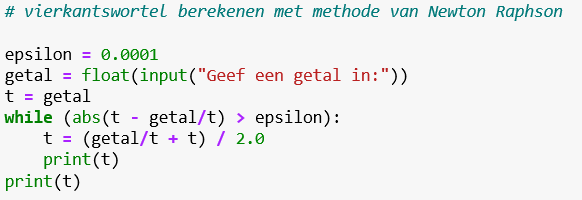 # vierkantswortel berekenen met methode van Newton Raphson
epsilon = 0.0001
getal = float(input("Geef een getal in:"))
t = getal
while (abs(t - getal/t) > epsilon):
    t = (getal/t + t) / 2.0
    print(t)
print(t)